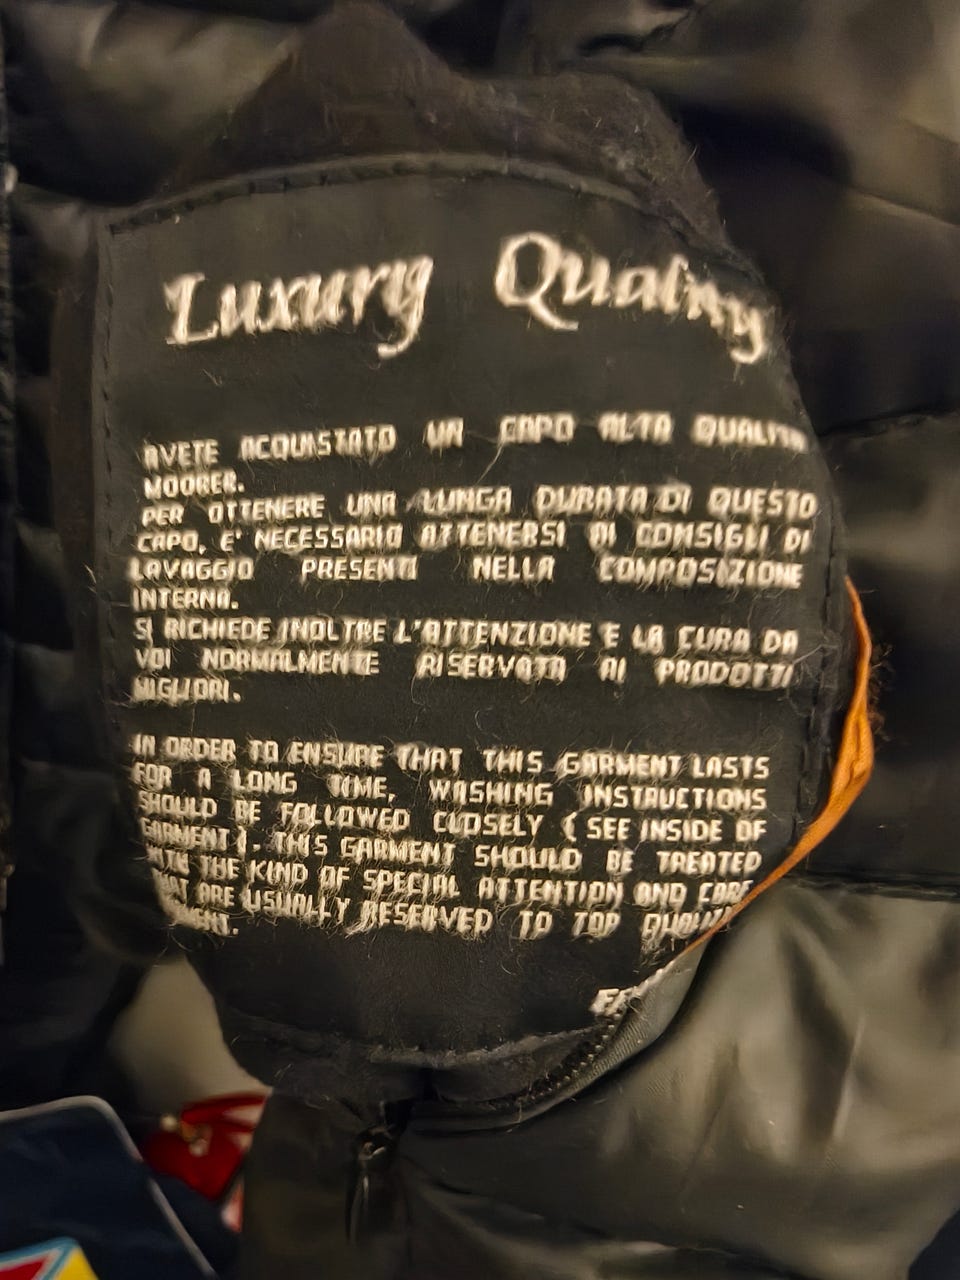 Luxury Quality
AVETE ACQUISTATO UN CAPO ALTA QUALITA
MOORER.
PER OTTENERE UNA LUNGA DURATA DI QUESTO
CAPO, E' NECESSARIO ATTENERSI AI CONSIGLI DI
LAVAGGIO PRESENTI NELLA COMPOSIZIONE
INTERNA.
SI RICHIEDE INOLTRE L'ATTENZIONE E LA CURA DA
VOI NORMALMENTE RISERVATA AI PRODOTTI
MIGLIORI.
IN ORDER TO ENSURE THAT THIS GARMENT LASTS
FOR A LONG TIME, WASHING INSTRUCTIONS
SHOULD BE FOLLOWED CLOSELY ( SEE INSIDE OF
GARMENT ). THIS GARMENT SHOULD BE TREATED
WITH THE KIND OF SPECIAL ATTENTION AND CARE
THAT ARE USUALLY RESERVED TO TOP QUALITY